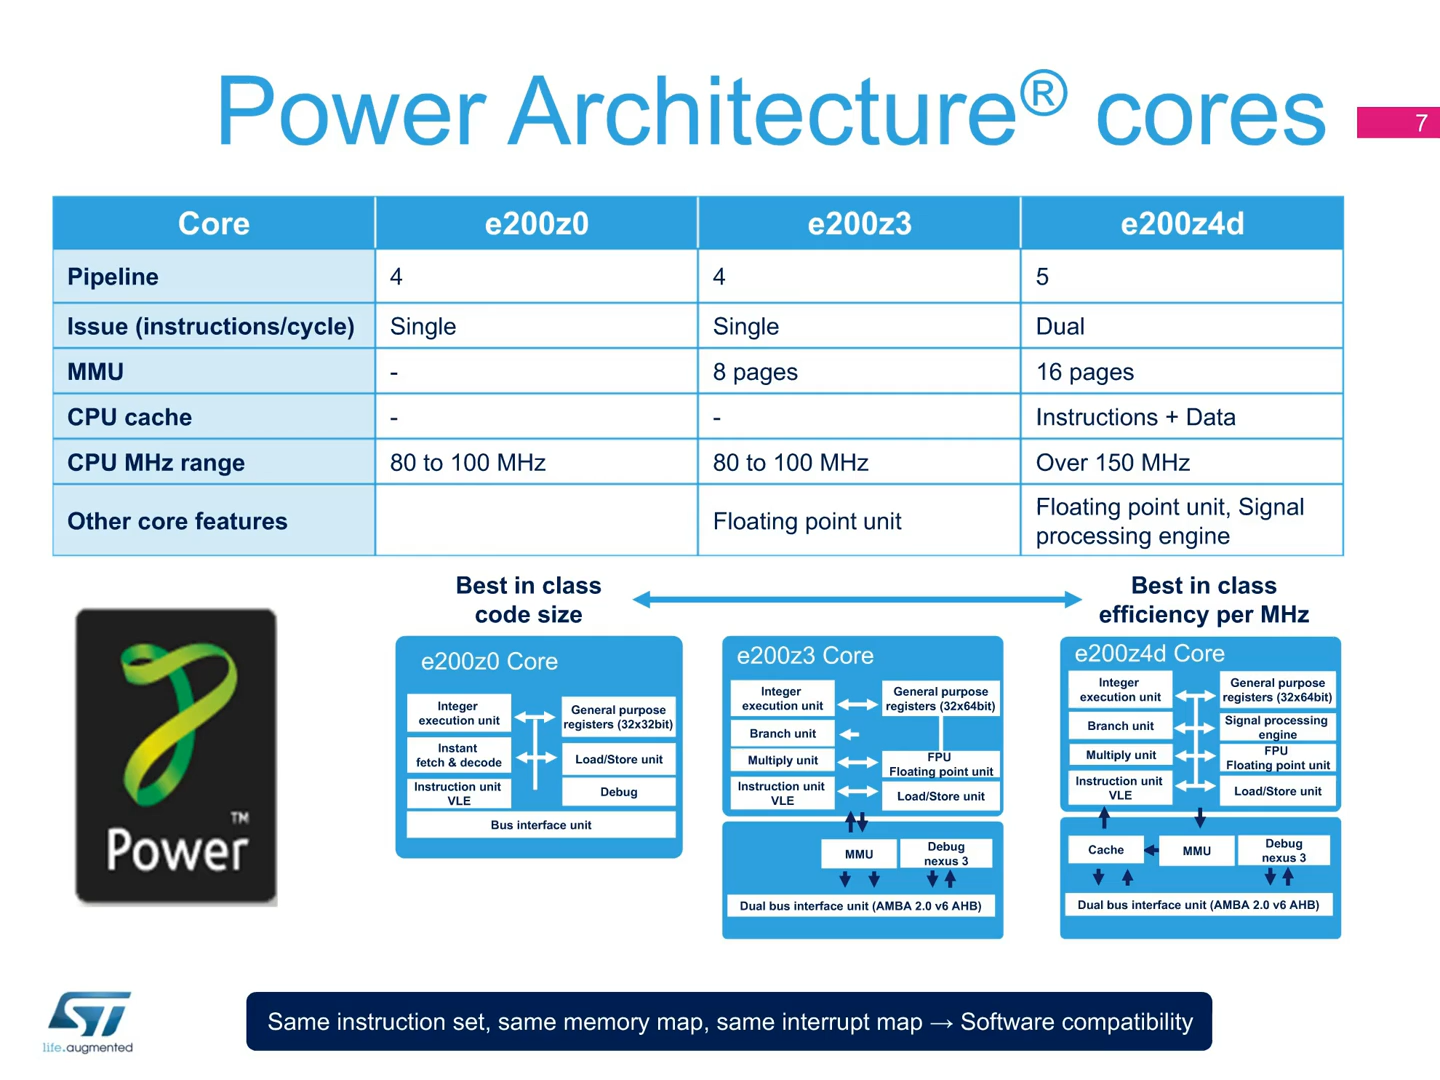 Power Architecture® cores
7
Core e200z0 e200z3 e200z4d
Pipeline 4 4 5
Issue (instructions/cycle) Single Single Dual
MMU - 8 pages 16 pages
CPU cache - - Instructions + Data
CPU MHz range 80 to 100 MHz 80 to 100 MHz Over 150 MHz
Other core features Floating point unit Floating point unit, Signal
processing engine
Best in class
code size
Best in class
efficiency per MHz
Power™
e200z0 Core
Integer
execution unit
General purpose
registers (32x32bit)
Instant
fetch & decode
Load/Store unit
Instruction unit
VLE
Debug
Bus interface unit
e200z3 Core
Integer
execution unit
General purpose
registers (32x64bit)
Branch unit
Multiply unit
FPU
Floating point unit
Instruction unit
VLE
Load/Store unit
MMU
Debug
nexus 3
Dual bus interface unit (AMBA 2.0 v6 AHB)
e200z4d Core
Integer
execution unit
General purpose
registers (32x64bit)
Branch unit
Signal processing
engine
Multiply unit
FPU
Floating point unit
Instruction unit
VLE
Load/Store unit
Cache
MMU
Debug
nexus 3
Dual bus interface unit (AMBA 2.0 v6 AHB)
ST
life.augmented
Same instruction set, same memory map, same interrupt map → Software compatibility